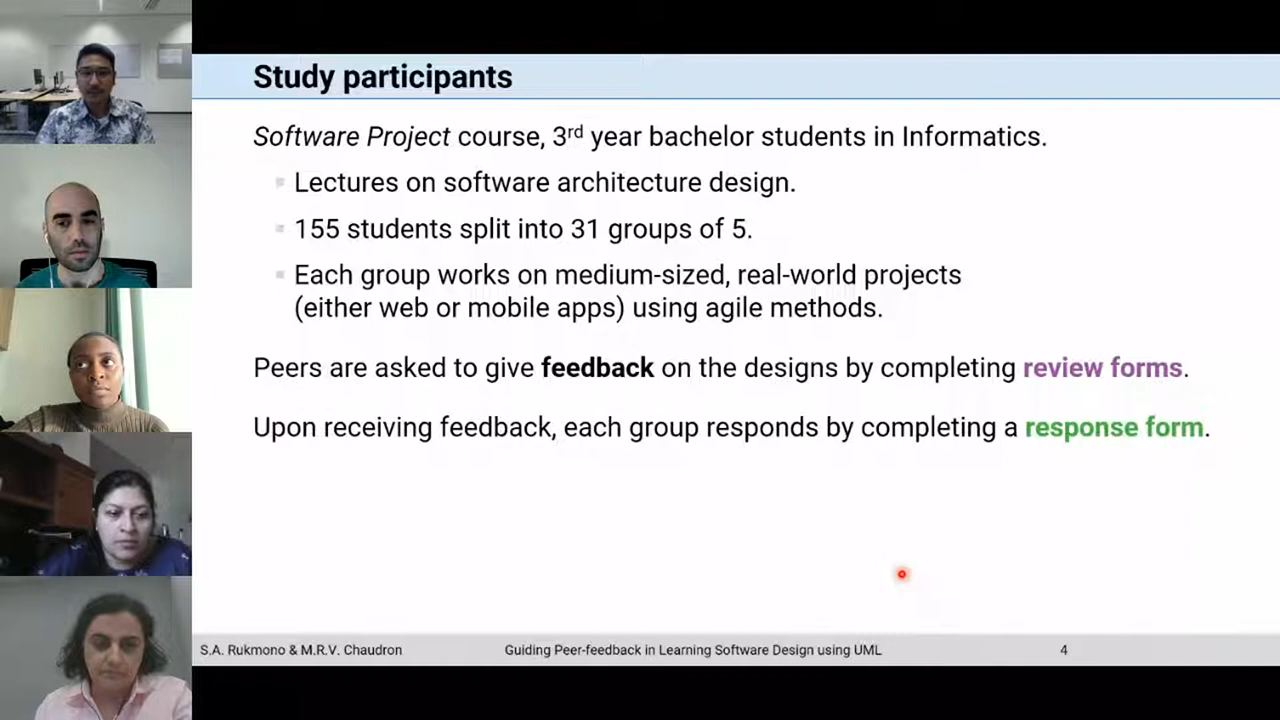 Study participants
Software Project course, 3rd year bachelor students in Informatics.
Lectures on software architecture design.
155 students split into 31 groups of 5.
Each group works on medium-sized, real-world projects
(either web or mobile apps) using agile methods.
Peers are asked to give feedback on the designs by completing review forms.
Upon receiving feedback, each group responds by completing a response form.
S.A. Rukmono & M.R.V. Chaudron
Guiding Peer-feedback in Learning Software Design using UML
4